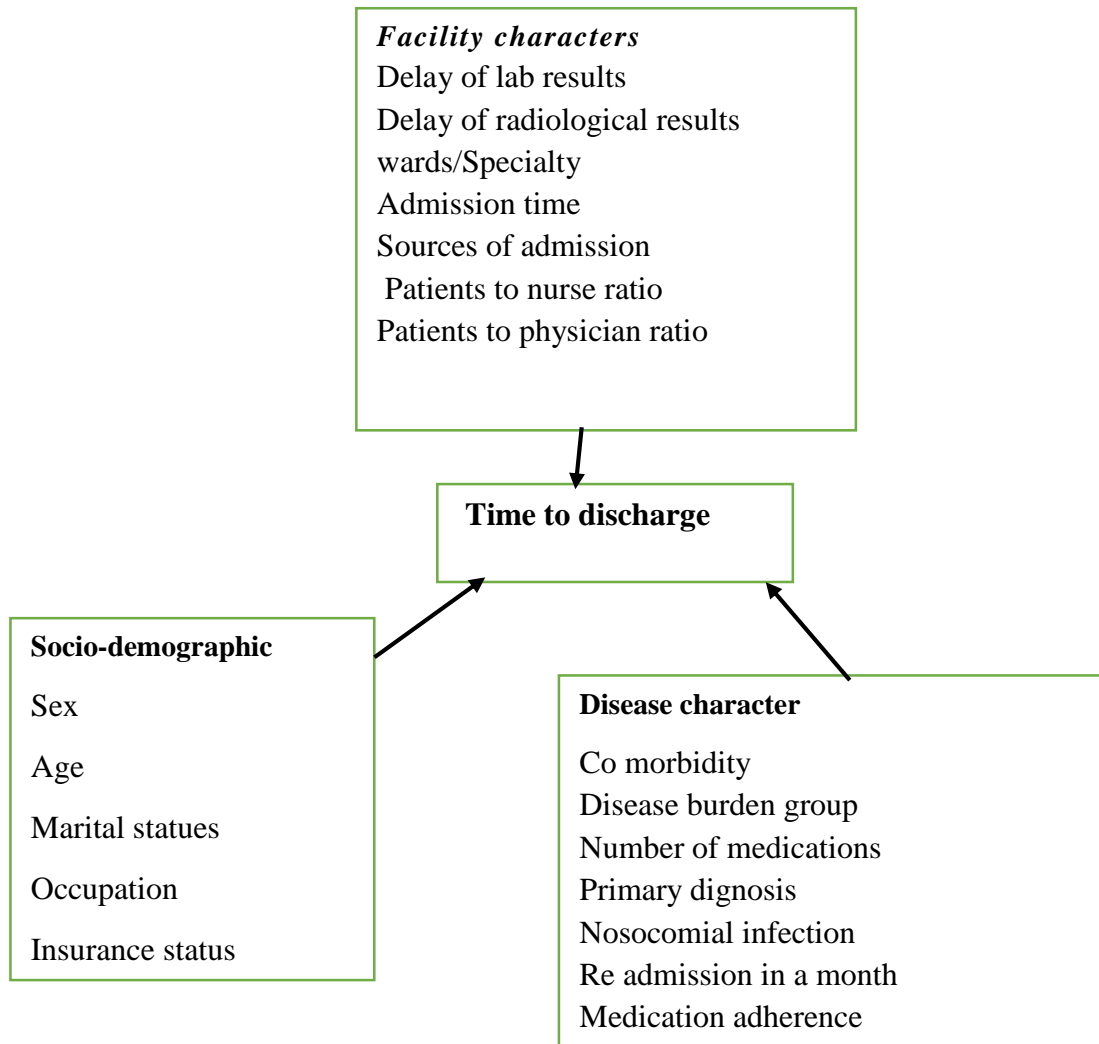 Facility characters
Delay of lab results
Delay of radiological results
wards/Specialty
Admission time
Sources of admission
Patients to nurse ratio
Patients to physician ratio
Time to discharge
Socio-demographic
Sex
Age
Marital statues
Occupation
Insurance status
Disease character
Co morbidity
Disease burden group
Number of medications
Primary dignosis
Nosocomial infection
Re admission in a month
Medication adherence